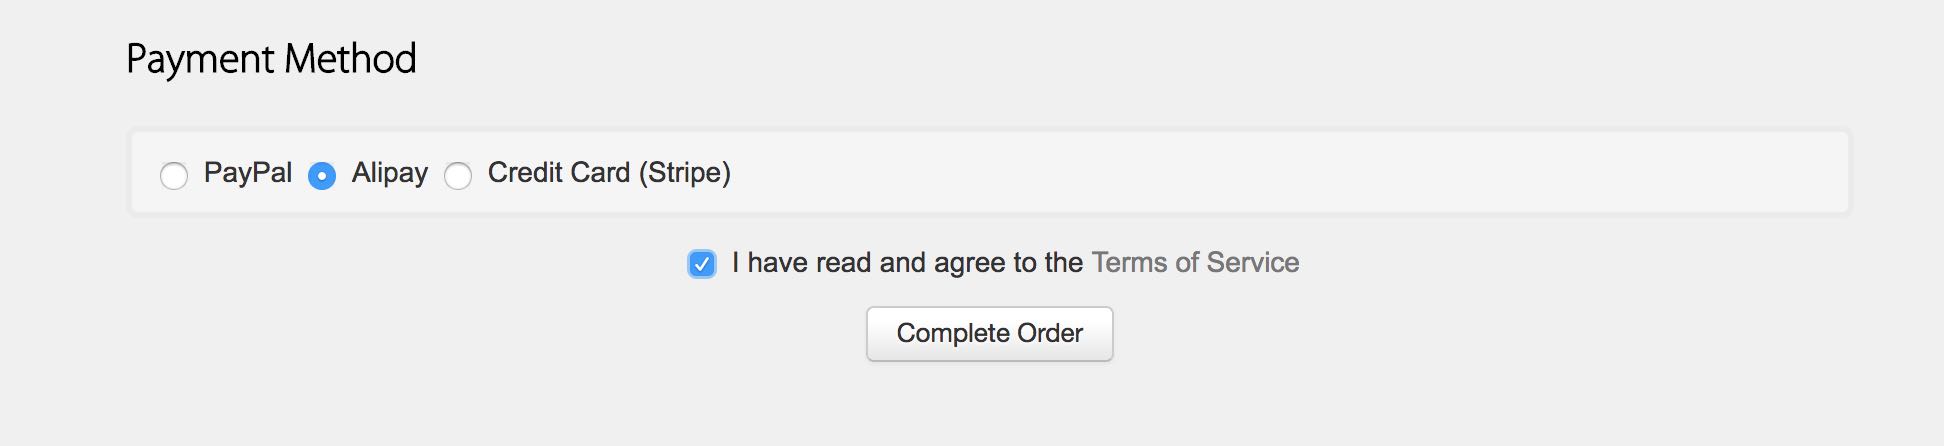 Payment Method
PayPal Alipay Credit Card (Stripe)
I have read and agree to the Terms of Service
Complete Order